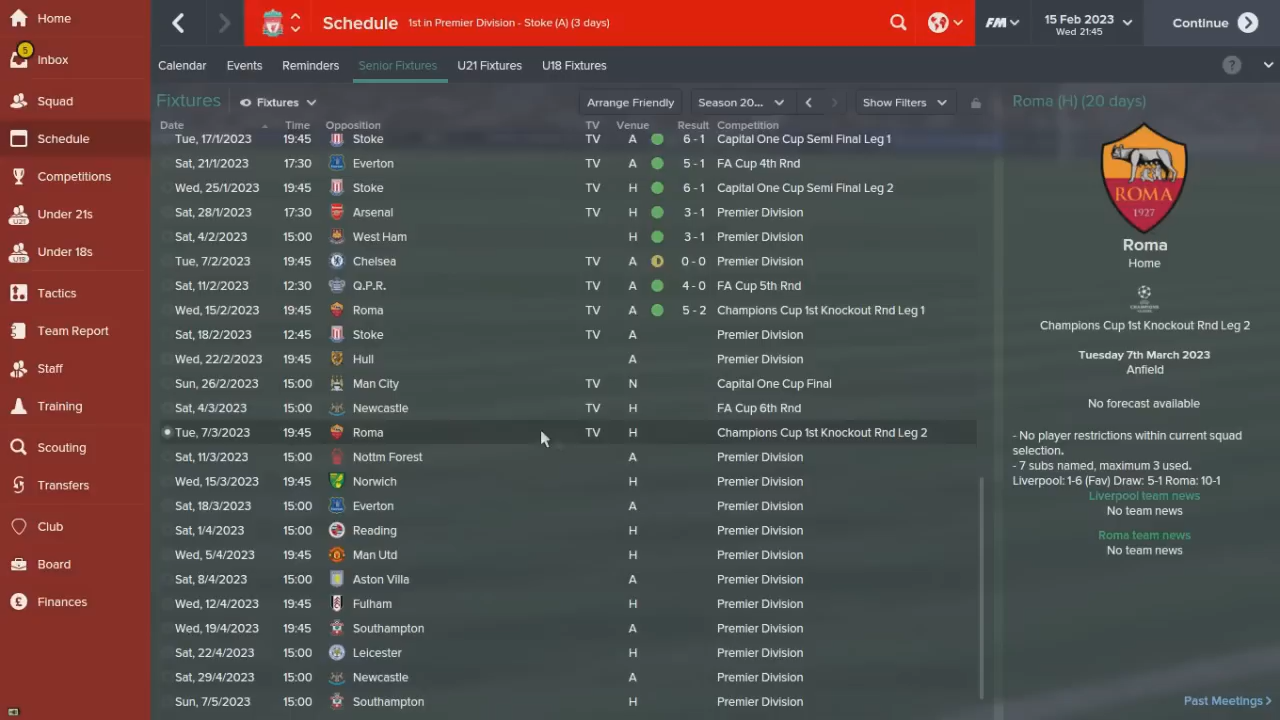 Home
5
Inbox
Squad
Schedule
Competitions
Under 21s
Under 18s
Tactics
Team Report
Staff
Training
Scouting
Transfers
Club
Board
Finances
Schedule 1st in Premier Division - Stoke (A) (3 days)
FM
15 Feb 2023
Wed 21:45
Continue
Calendar Events Reminders Senior Fixtures U21 Fixtures U18 Fixtures
Fixtures Fixtures Arrange Friendly Season 20... Show Filters
Date Time Opposition TV Venue Result Competition
Tue, 17/1/2023 19:45 Stoke TV A 6 - 1 Capital One Cup Semi Final Leg 1
Sat, 21/1/2023 17:30 Everton TV A 5 - 1 FA Cup 4th Rnd
Wed, 25/1/2023 19:45 Stoke TV H 6 - 1 Capital One Cup Semi Final Leg 2
Sat, 28/1/2023 17:30 Arsenal TV H 3 - 1 Premier Division
Sat, 4/2/2023 15:00 West Ham H 3 - 1 Premier Division
Tue, 7/2/2023 19:45 Chelsea TV A 0 - 0 Premier Division
Sat, 11/2/2023 12:30 Q.P.R. TV A 4 - 0 FA Cup 5th Rnd
Wed, 15/2/2023 19:45 Roma TV A 5 - 2 Champions Cup 1st Knockout Rnd Leg 1
Sat, 18/2/2023 12:45 Stoke TV A Premier Division
Wed, 22/2/2023 19:45 Hull A Premier Division
Sun, 26/2/2023 15:00 Man City TV N Capital One Cup Final
Sat, 4/3/2023 15:00 Newcastle TV H FA Cup 6th Rnd
Tue, 7/3/2023 19:45 Roma TV H Champions Cup 1st Knockout Rnd Leg 2
Sat, 11/3/2023 15:00 Nottm Forest A Premier Division
Wed, 15/3/2023 19:45 Norwich H Premier Division
Sat, 18/3/2023 15:00 Everton A Premier Division
Sat, 1/4/2023 15:00 Reading H Premier Division
Wed, 5/4/2023 19:45 Man Utd H Premier Division
Sat, 8/4/2023 15:00 Aston Villa A Premier Division
Wed, 12/4/2023 19:45 Fulham H Premier Division
Wed, 19/4/2023 19:45 Southampton A Premier Division
Sat, 22/4/2023 15:00 Leicester H Premier Division
Sat, 29/4/2023 15:00 Newcastle A Premier Division
Sun, 7/5/2023 15:00 Southampton H Premier Division
Roma (H) (20 days)
ROMA
1927
Roma
Home
Champions Cup 1st Knockout Rnd Leg 2
Tuesday 7th March 2023
Anfield
No forecast available
- No player restrictions within current squad
selection.
- 7 subs named, maximum 3 used.
Liverpool: 1-6 (Fav) Draw: 5-1 Roma: 10-1
Liverpool team news
No team news
Roma team news
No team news
Past Meetings >